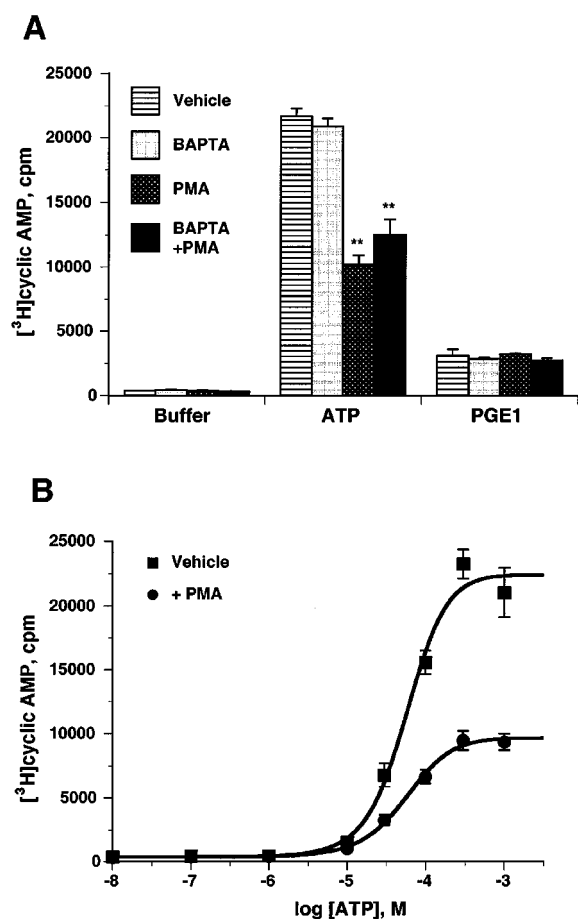 A
[³H]cyclic AMP, cpm
25000
20000
15000
10000
5000
0
Vehicle
BAPTA
PMA
BAPTA
+PMA
**
**
Buffer ATP PGE1
B
[³H]cyclic AMP, cpm
25000
20000
15000
10000
5000
0
Vehicle
+ PMA
-8 -7 -6 -5 -4 -3
log [ATP], M